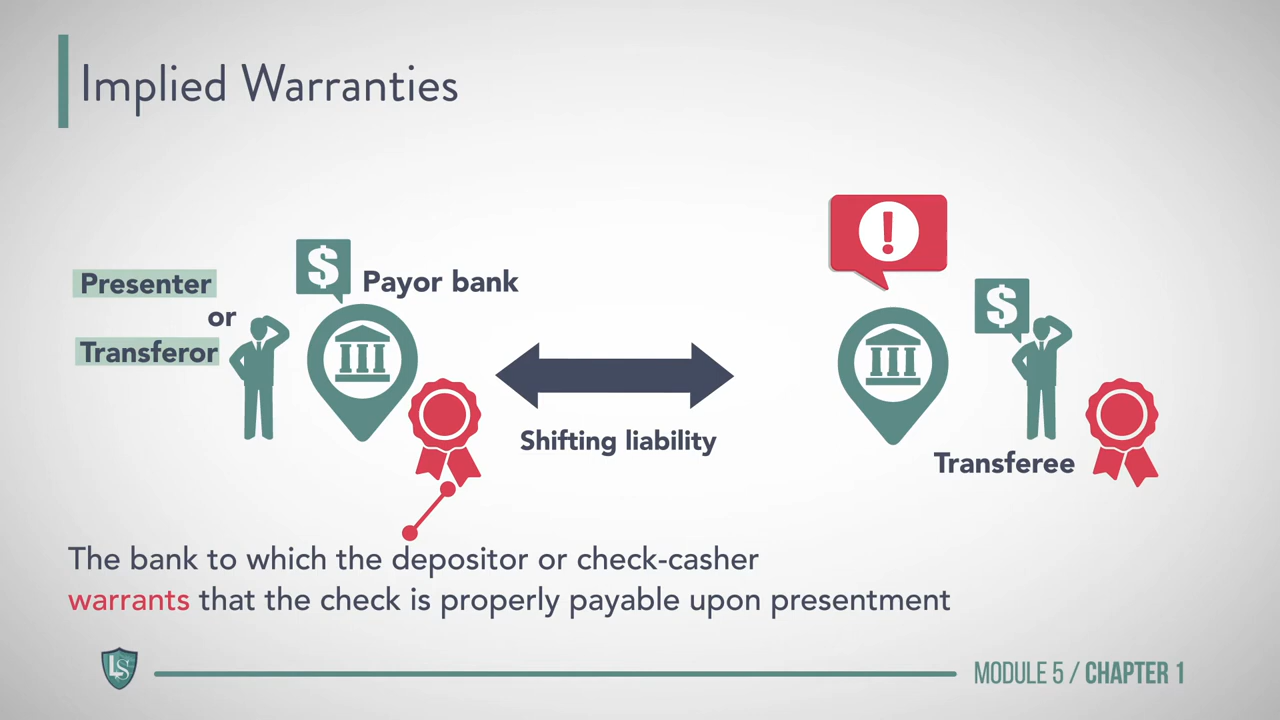 Implied Warranties
$
Payor bank
Presenter
or
Transferor
!
$
Shifting liability
Transferee
The bank to which the depositor or check-casher
warrants that the check is properly payable upon presentment
LS
MODULE 5 / CHAPTER 1